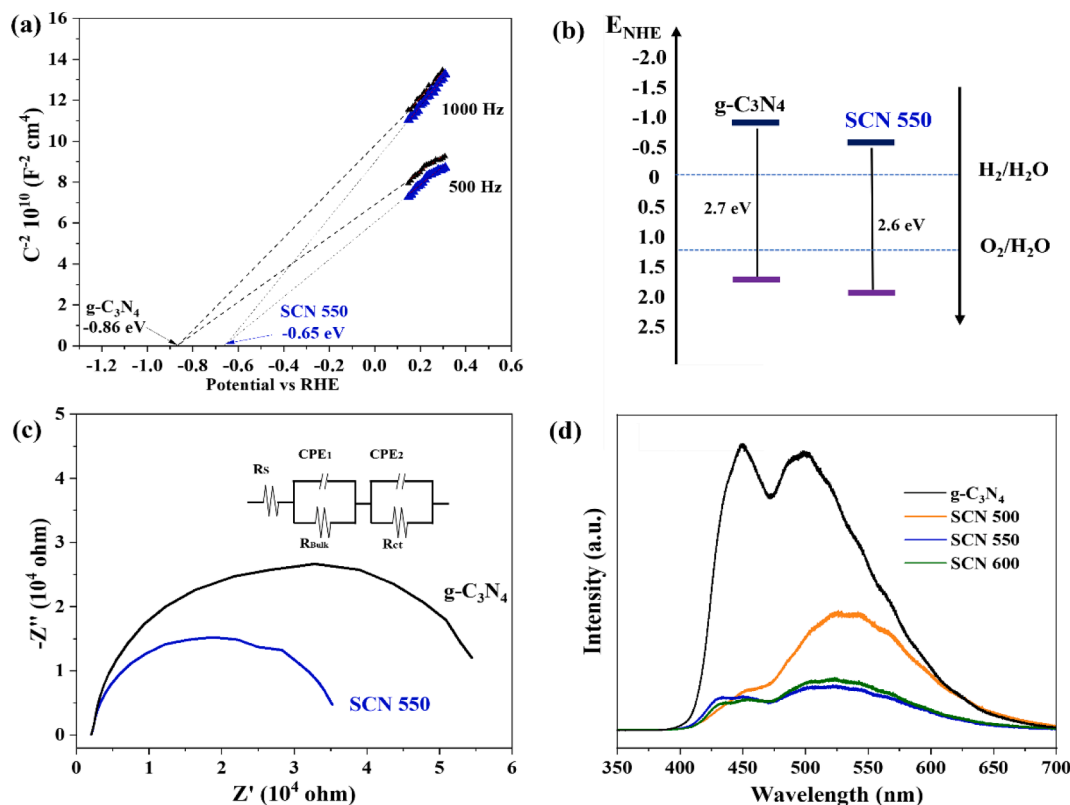 (a)
16
14
12
10
8
6
4
2
0
C⁻² 10¹⁰ (F⁻² cm⁴)
1000 Hz
500 Hz
g-C₃N₄
-0.86 eV
SCN 550
-0.65 eV
-1.2 -1.0 -0.8 -0.6 -0.4 -0.2 0.0 0.2 0.4 0.6
Potential vs RHE
(b)
E_NHE
-2.0
-1.5
-1.0
-0.5
0
0.5
1.0
1.5
2.0
2.5
g-C3N4
SCN 550
2.7 eV
2.6 eV
H₂/H₂O
O₂/H₂O
(c)
5
4
3
2
1
0
-Z'' (10⁴ ohm)
Rs
CPE₁
CPE₂
RBulk
Rct
g-C₃N₄
SCN 550
0 1 2 3 4 5 6
Z' (10⁴ ohm)
(d)
Intensity (a.u.)
g-C₃N₄
SCN 500
SCN 550
SCN 600
350 400 450 500 550 600 650 700
Wavelength (nm)